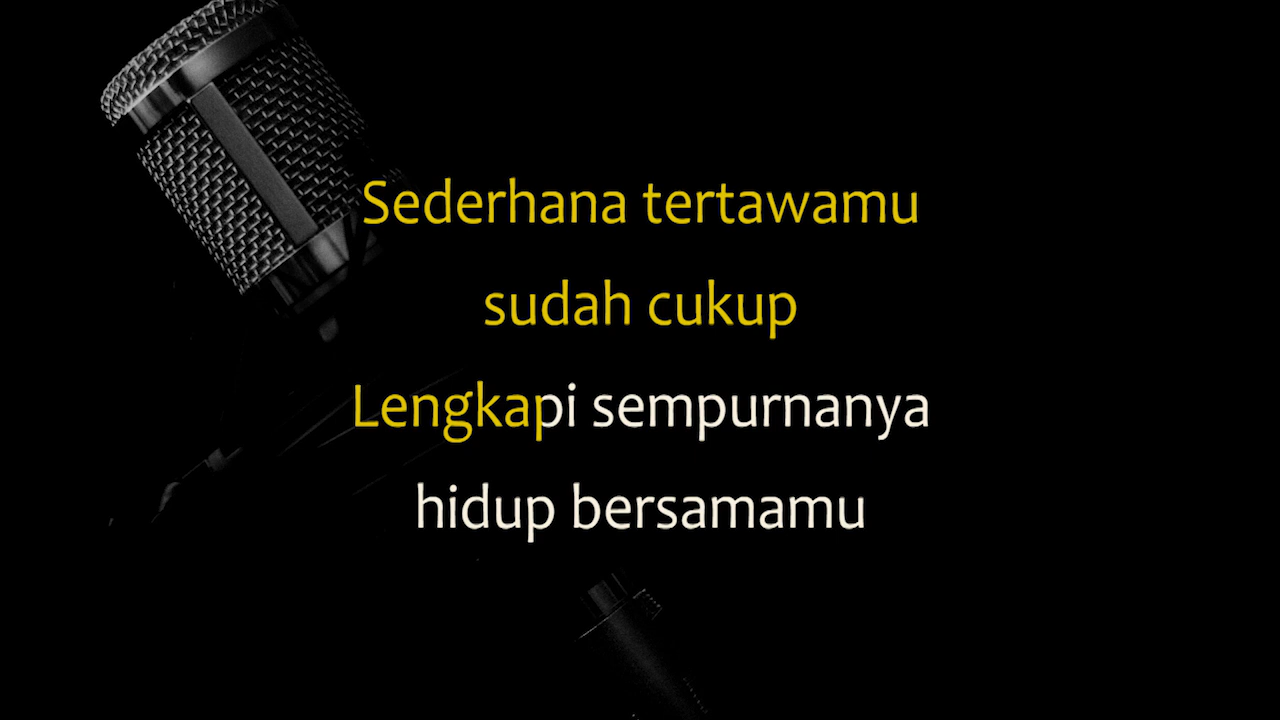 Sederhana tertawamu
sudah cukup
Lengkapi sempurnanya
hidup bersamamu